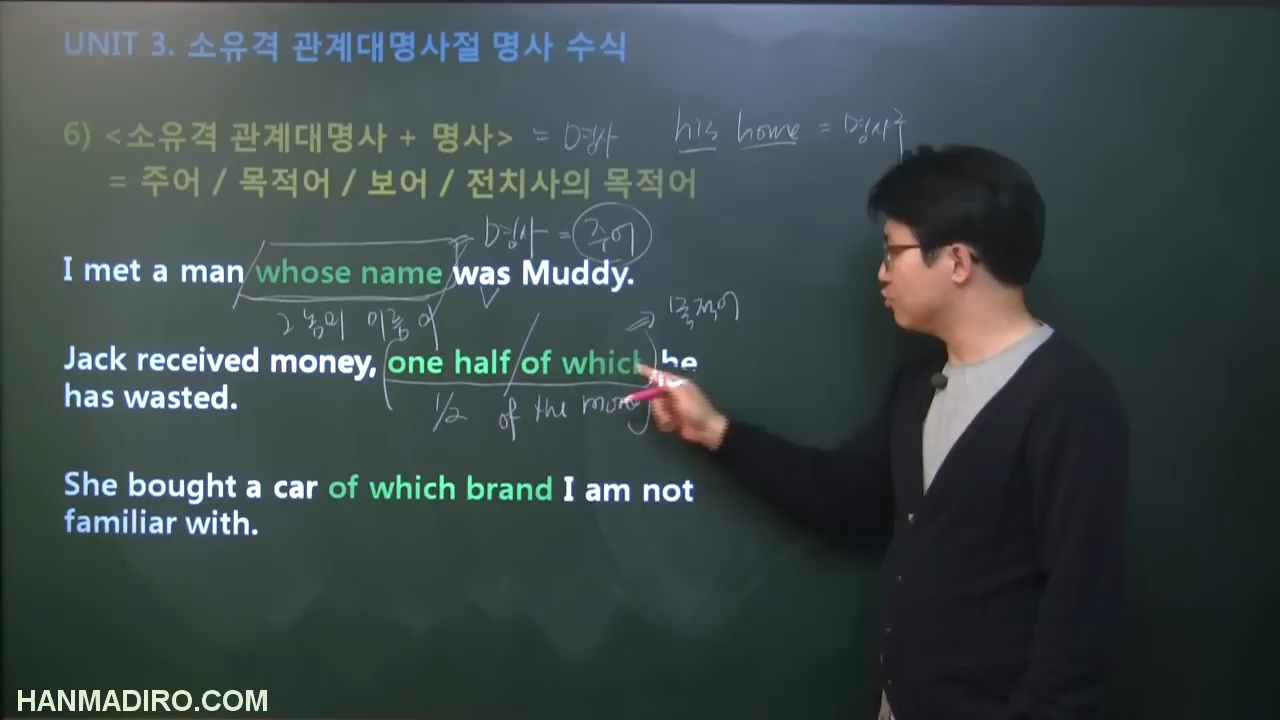 UNIT 3. 소유격 관계대명사절 명사 수식
6) <소유격 관계대명사 + 명사> = 명사 his home = 명사구
= 주어 / 목적어 / 보어 / 전치사의 목적어
= 명사 = 주어
I met a man whose name was Muddy.
그 놈의 이름이
목적어
Jack received money, one half of which he
1/2 of the money
has wasted.
She bought a car of which brand I am not
familiar with.
HANMADIRO.COM